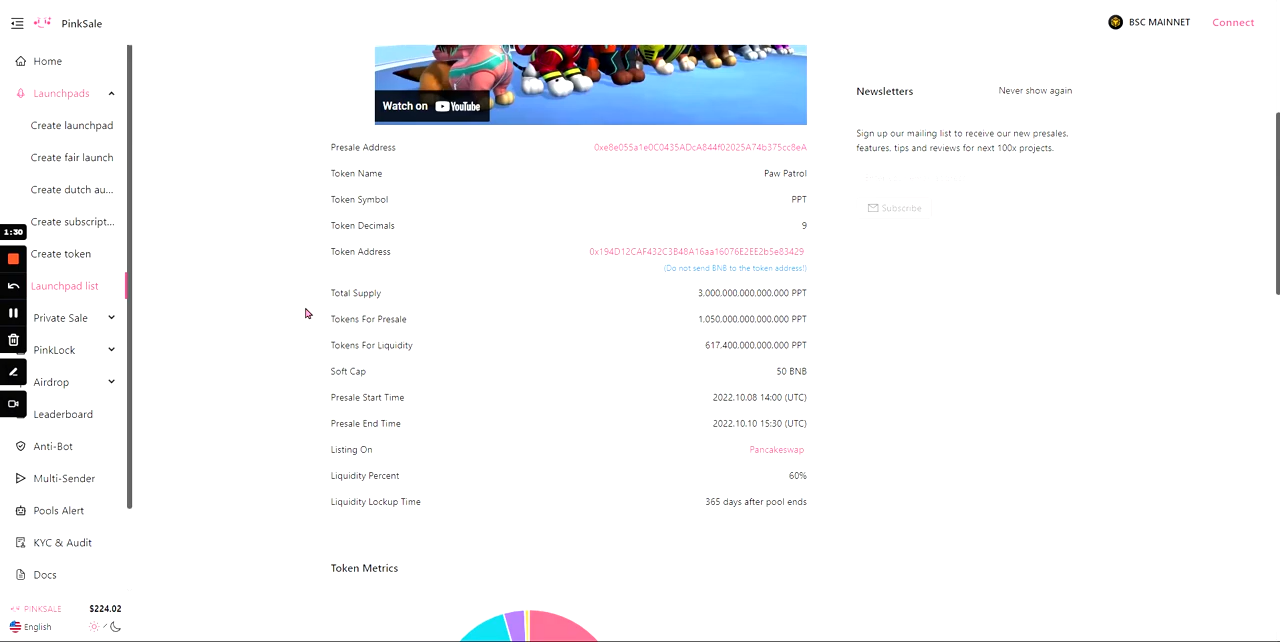 PinkSale
BSC MAINNET
Connect
Home
Launchpads
Create launchpad
Create fair launch
Create dutch au...
Create subscript...
1:30
Create token
Launchpad list
Private Sale
PinkLock
Airdrop
Leaderboard
Anti-Bot
Multi-Sender
Pools Alert
KYC & Audit
Docs
PINKSALE $224.02
English
Watch on YouTube
Presale Address 0xe8e055a1e0C0435ADcA844f02025A74b375cc8eA
Token Name Paw Patrol
Token Symbol PPT
Token Decimals 9
Token Address 0x194D12CAF432C3B48A16aa16076E2EE2b5e83429
(Do not send BNB to the token address!)
Total Supply 3.000.000.000.000.000 PPT
Tokens For Presale 1.050.000.000.000.000 PPT
Tokens For Liquidity 617.400.000.000.000 PPT
Soft Cap 50 BNB
Presale Start Time 2022.10.08 14:00 (UTC)
Presale End Time 2022.10.10 15:30 (UTC)
Listing On Pancakeswap
Liquidity Percent 60%
Liquidity Lockup Time 365 days after pool ends
Token Metrics
Newsletters Never show again
Sign up our mailing list to receive our new presales,
features, tips and reviews for next 100x projects.
Subscribe